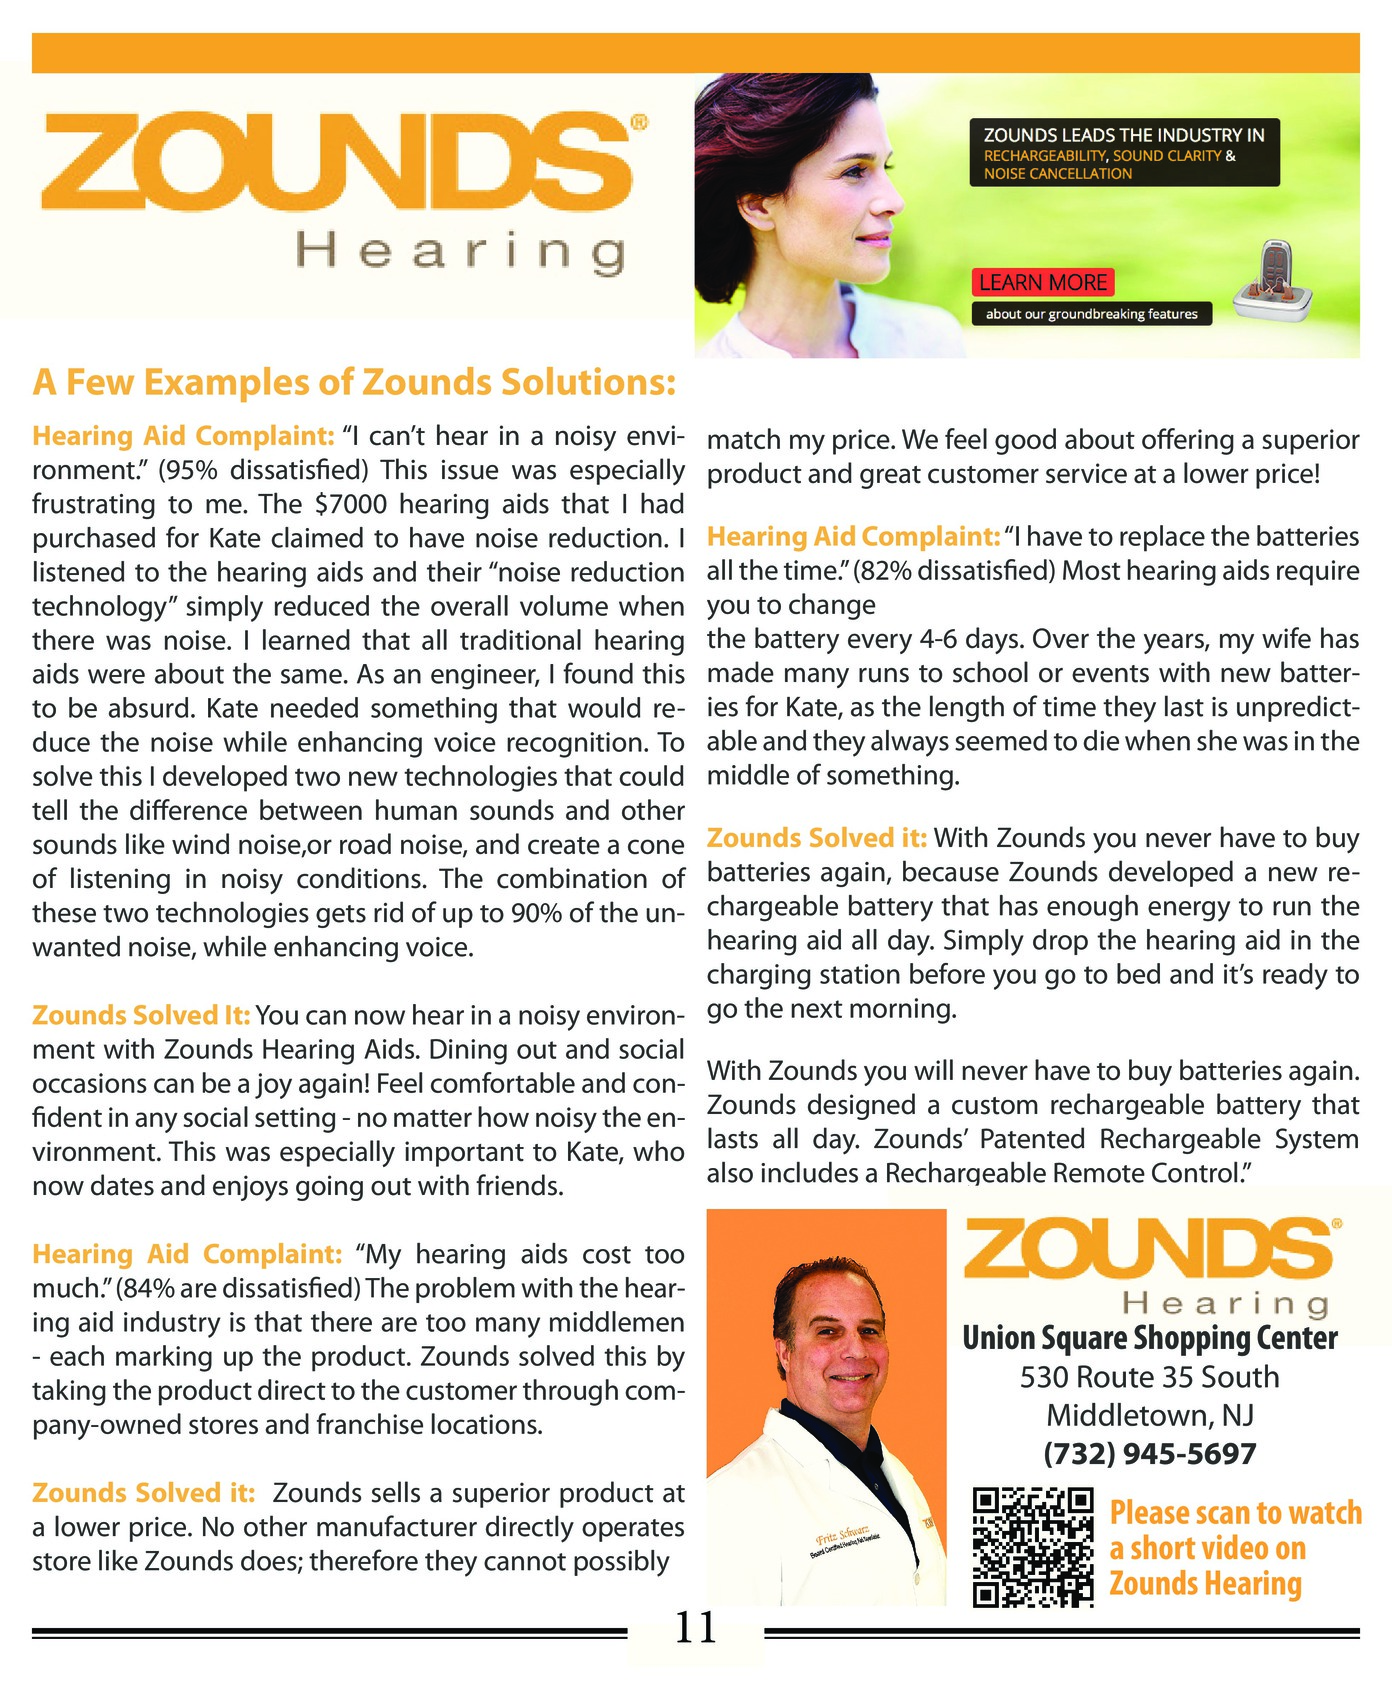 ZOUNDS®
Hearing
ZOUNDS LEADS THE INDUSTRY IN
RECHARGEABILITY, SOUND CLARITY &
NOISE CANCELLATION
LEARN MORE
about our groundbreaking features
A Few Examples of Zounds Solutions:
Hearing Aid Complaint: “I can’t hear in a noisy envi-
ronment.” (95% dissatisfied) This issue was especially
frustrating to me. The $7000 hearing aids that I had
purchased for Kate claimed to have noise reduction. I
listened to the hearing aids and their “noise reduction
technology” simply reduced the overall volume when
there was noise. I learned that all traditional hearing
aids were about the same. As an engineer, I found this
to be absurd. Kate needed something that would re-
duce the noise while enhancing voice recognition. To
solve this I developed two new technologies that could
tell the difference between human sounds and other
sounds like wind noise,or road noise, and create a cone
of listening in noisy conditions. The combination of
these two technologies gets rid of up to 90% of the un-
wanted noise, while enhancing voice.
Zounds Solved It: You can now hear in a noisy environ-
ment with Zounds Hearing Aids. Dining out and social
occasions can be a joy again! Feel comfortable and con-
fident in any social setting - no matter how noisy the en-
vironment. This was especially important to Kate, who
now dates and enjoys going out with friends.
Hearing Aid Complaint: “My hearing aids cost too
much.” (84% are dissatisfied) The problem with the hear-
ing aid industry is that there are too many middlemen
- each marking up the product. Zounds solved this by
taking the product direct to the customer through com-
pany-owned stores and franchise locations.
Zounds Solved it: Zounds sells a superior product at
a lower price. No other manufacturer directly operates
store like Zounds does; therefore they cannot possibly
match my price. We feel good about offering a superior
product and great customer service at a lower price!
Hearing Aid Complaint: “I have to replace the batteries
all the time.” (82% dissatisfied) Most hearing aids require
you to change
the battery every 4-6 days. Over the years, my wife has
made many runs to school or events with new batter-
ies for Kate, as the length of time they last is unpredict-
able and they always seemed to die when she was in the
middle of something.
Zounds Solved it: With Zounds you never have to buy
batteries again, because Zounds developed a new re-
chargeable battery that has enough energy to run the
hearing aid all day. Simply drop the hearing aid in the
charging station before you go to bed and it’s ready to
go the next morning.
With Zounds you will never have to buy batteries again.
Zounds designed a custom rechargeable battery that
lasts all day. Zounds’ Patented Rechargeable System
also includes a Rechargeable Remote Control.”
Fritz Schwarz
Board Certified Hearing
ZOUNDS®
Hearing
Union Square Shopping Center
530 Route 35 South
Middletown, NJ
(732) 945-5697
Please scan to watch
a short video on
Zounds Hearing
11